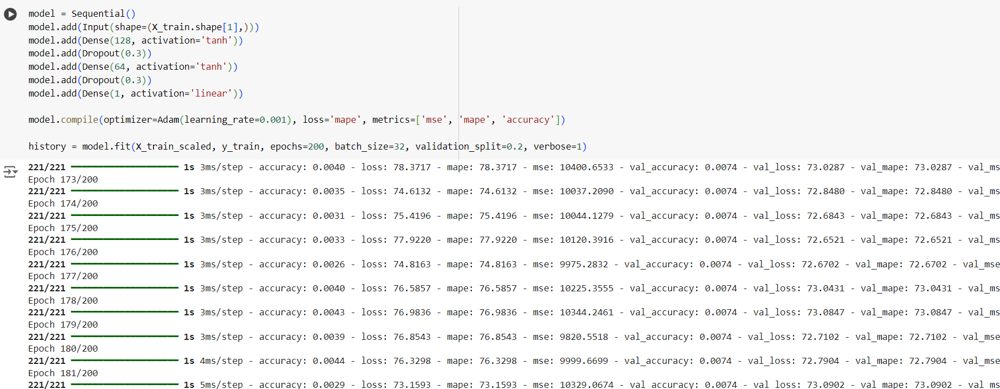 model = Sequential()
model.add(Input(shape=(X_train.shape[1],)))
model.add(Dense(128, activation='tanh'))
model.add(Dropout(0.3))
model.add(Dense(64, activation='tanh'))
model.add(Dropout(0.3))
model.add(Dense(1, activation='linear'))
model.compile(optimizer=Adam(learning_rate=0.001), loss='mape', metrics=['mse', 'mape', 'accuracy'])
history = model.fit(X_train_scaled, y_train, epochs=200, batch_size=32, validation_split=0.2, verbose=1)
221/221 1s 3ms/step - accuracy: 0.0040 - loss: 78.3717 - mape: 78.3717 - mse: 10400.6533 - val_accuracy: 0.0074 - val_loss: 73.0287 - val_mape: 73.0287 - val_ms
Epoch 173/200
221/221 1s 3ms/step - accuracy: 0.0035 - loss: 74.6132 - mape: 74.6132 - mse: 10037.2090 - val_accuracy: 0.0074 - val_loss: 72.8480 - val_mape: 72.8480 - val_ms
Epoch 174/200
221/221 1s 3ms/step - accuracy: 0.0031 - loss: 75.4196 - mape: 75.4196 - mse: 10044.1279 - val_accuracy: 0.0074 - val_loss: 72.6843 - val_mape: 72.6843 - val_ms
Epoch 175/200
221/221 1s 3ms/step - accuracy: 0.0033 - loss: 77.9220 - mape: 77.9220 - mse: 10120.3916 - val_accuracy: 0.0074 - val_loss: 72.6521 - val_mape: 72.6521 - val_ms
Epoch 176/200
221/221 1s 3ms/step - accuracy: 0.0026 - loss: 74.8163 - mape: 74.8163 - mse: 9975.2832 - val_accuracy: 0.0074 - val_loss: 72.6702 - val_mape: 72.6702 - val_mse
Epoch 177/200
221/221 1s 3ms/step - accuracy: 0.0040 - loss: 76.5857 - mape: 76.5857 - mse: 10225.3555 - val_accuracy: 0.0074 - val_loss: 73.0431 - val_mape: 73.0431 - val_ms
Epoch 178/200
221/221 1s 3ms/step - accuracy: 0.0043 - loss: 76.9836 - mape: 76.9836 - mse: 10344.2461 - val_accuracy: 0.0074 - val_loss: 73.0847 - val_mape: 73.0847 - val_ms
Epoch 179/200
221/221 1s 3ms/step - accuracy: 0.0039 - loss: 76.8543 - mape: 76.8543 - mse: 9820.5518 - val_accuracy: 0.0074 - val_loss: 72.7102 - val_mape: 72.7102 - val_mse
Epoch 180/200
221/221 1s 4ms/step - accuracy: 0.0044 - loss: 76.3298 - mape: 76.3298 - mse: 9999.6699 - val_accuracy: 0.0074 - val_loss: 72.7904 - val_mape: 72.7904 - val_mse
Epoch 181/200
221/221 1s 5ms/step - accuracy: 0.0029 - loss: 73.1593 - mape: 73.1593 - mse: 10329.0674 - val_accuracy: 0.0074 - val_loss: 73.0902 - val_mape: 73.0902 - val_ms